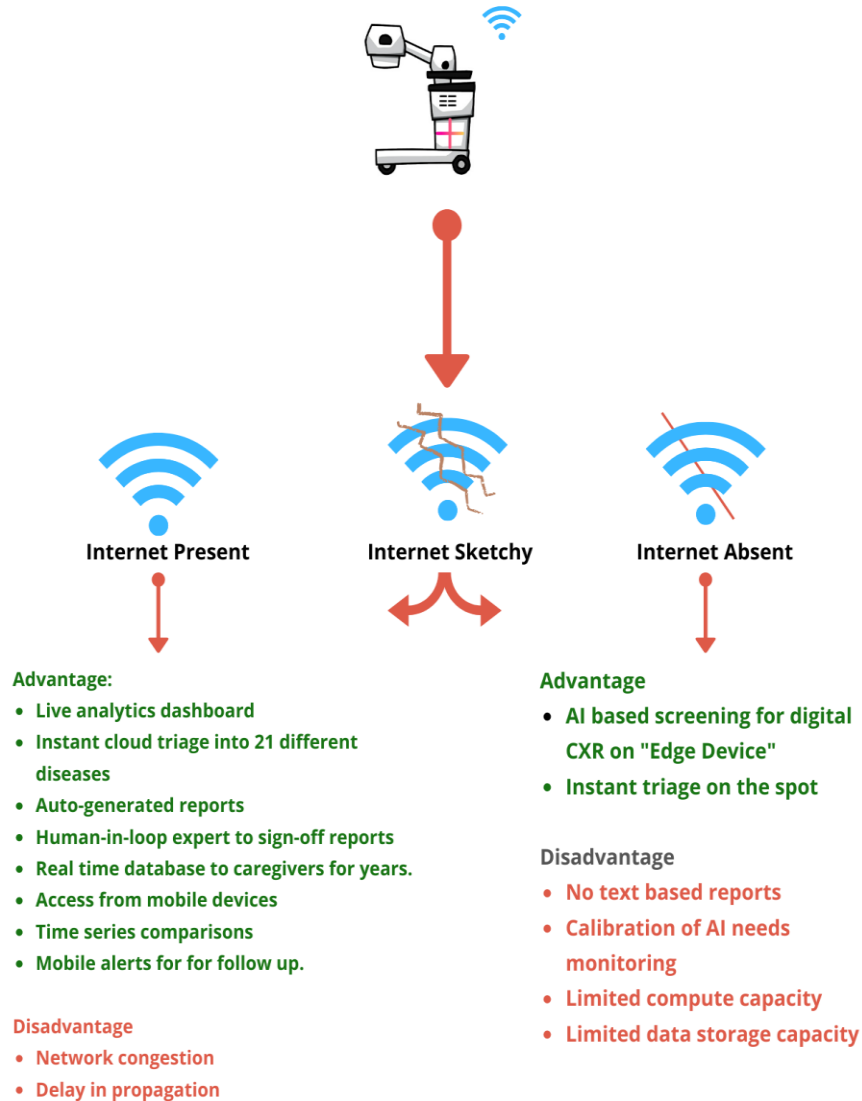 Internet Present
Internet Sketchy
Internet Absent
Advantage:
• Live analytics dashboard
• Instant cloud triage into 21 different
diseases
• Auto-generated reports
• Human-in-loop expert to sign-off reports
• Real time database to caregivers for years.
• Access from mobile devices
• Time series comparisons
• Mobile alerts for for follow up.
Disadvantage
• Network congestion
• Delay in propagation
Advantage
• AI based screening for digital
CXR on "Edge Device"
• Instant triage on the spot
Disadvantage
• No text based reports
• Calibration of AI needs
monitoring
• Limited compute capacity
• Limited data storage capacity